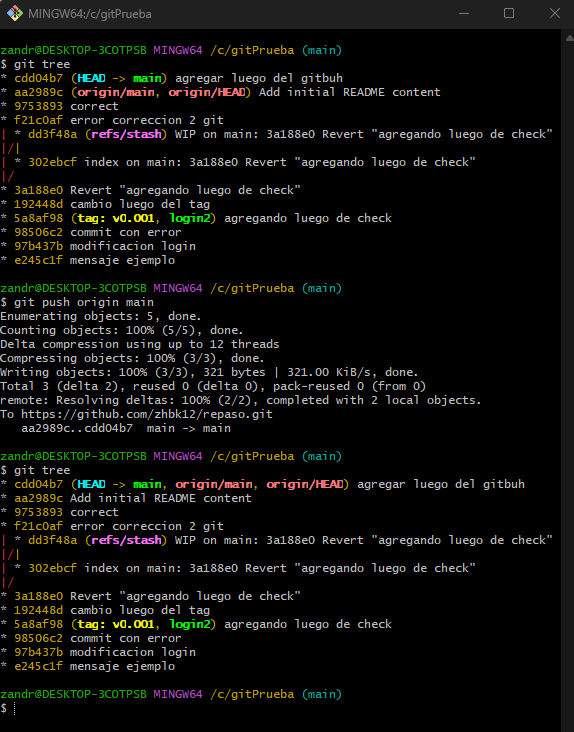 MINGW64:/c/gitPrueba
zandr@DESKTOP-3COTPSB MINGW64 /c/gitPrueba (main)
$ git tree
* cdd04b7 (HEAD -> main) agregar luego del gitbuh
* aa2989c (origin/main, origin/HEAD) Add initial README content
* 9753893 correct
* f21c0af error correccion 2 git
| * dd3f48a (refs/stash) WIP on main: 3a188e0 Revert "agregando luego de check"
|/|
| * 302ebcf index on main: 3a188e0 Revert "agregando luego de check"
|/
* 3a188e0 Revert "agregando luego de check"
* 192448d cambio luego del tag
* 5a8af98 (tag: v0.001, login2) agregando luego de check
* 98506c2 commit con error
* 97b437b modificacion login
* e245c1f mensaje ejemplo
zandr@DESKTOP-3COTPSB MINGW64 /c/gitPrueba (main)
$ git push origin main
Enumerating objects: 5, done.
Counting objects: 100% (5/5), done.
Delta compression using up to 12 threads
Compressing objects: 100% (3/3), done.
Writing objects: 100% (3/3), 321 bytes | 321.00 KiB/s, done.
Total 3 (delta 2), reused 0 (delta 0), pack-reused 0 (from 0)
remote: Resolving deltas: 100% (2/2), completed with 2 local objects.
To https://github.com/zhbk12/repaso.git
   aa2989c..cdd04b7  main -> main
zandr@DESKTOP-3COTPSB MINGW64 /c/gitPrueba (main)
$ git tree
* cdd04b7 (HEAD -> main, origin/main, origin/HEAD) agregar luego del gitbuh
* aa2989c Add initial README content
* 9753893 correct
* f21c0af error correccion 2 git
| * dd3f48a (refs/stash) WIP on main: 3a188e0 Revert "agregando luego de check"
|/|
| * 302ebcf index on main: 3a188e0 Revert "agregando luego de check"
|/
* 3a188e0 Revert "agregando luego de check"
* 192448d cambio luego del tag
* 5a8af98 (tag: v0.001, login2) agregando luego de check
* 98506c2 commit con error
* 97b437b modificacion login
* e245c1f mensaje ejemplo
zandr@DESKTOP-3COTPSB MINGW64 /c/gitPrueba (main)
$